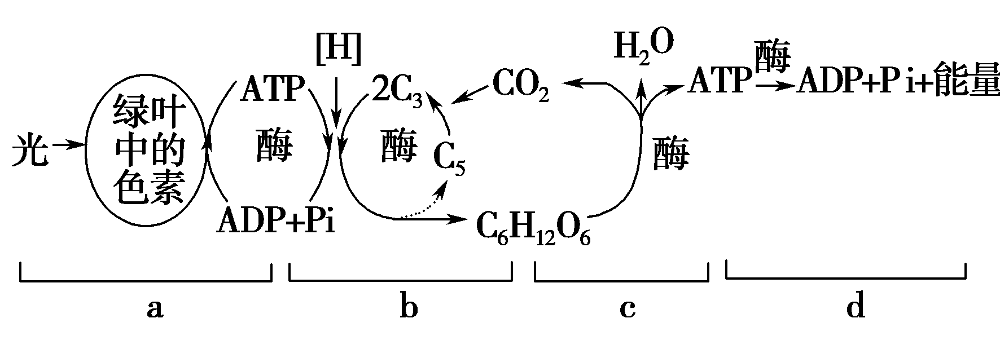 光
绿叶
中的
色素
ATP
酶
ADP+Pi
[H]
2C₃
酶
C₅
CO₂
C₆H₁₂O₆
H₂O
酶
ATP
酶
ADP+Pi+能量
a
b
c
d